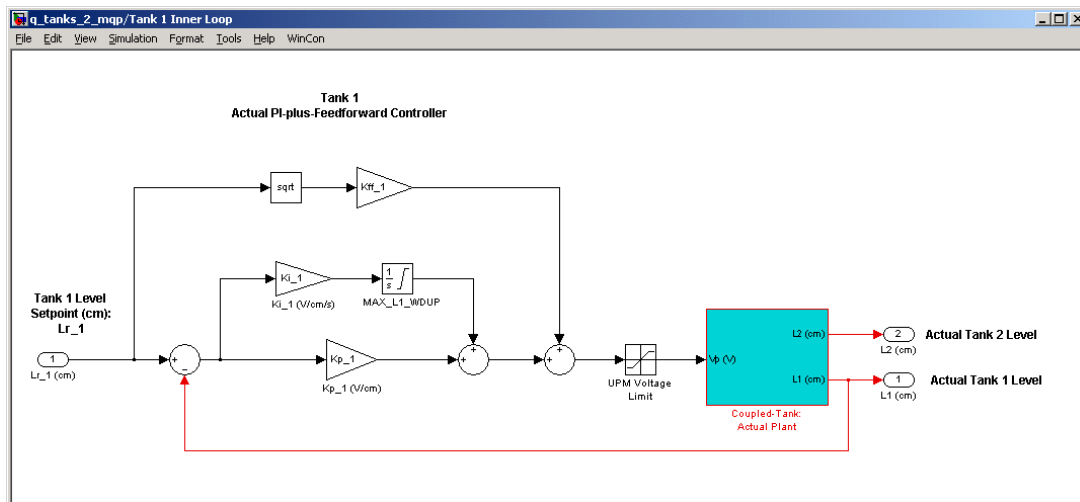 q_tanks_2_mqp/Tank 1 Inner Loop
File Edit View Simulation Format Tools Help WinCon
Tank 1
Actual PI-plus-Feedforward Controller
sqrt
Kff_1
Ki_1
Ki_1 (V/cm/s)
1
s
MAX_L1_WDUP
Tank 1 Level
Setpoint (cm):
Lr_1
1
Lr_1 (cm)
+
−
Kp_1
Kp_1 (V/cm)
+
+
+
+
UPM Voltage
Limit
Vp (V)
L2 (cm)
L1 (cm)
Coupled-Tank:
Actual Plant
2
L2 (cm)
Actual Tank 2 Level
1
L1 (cm)
Actual Tank 1 Level